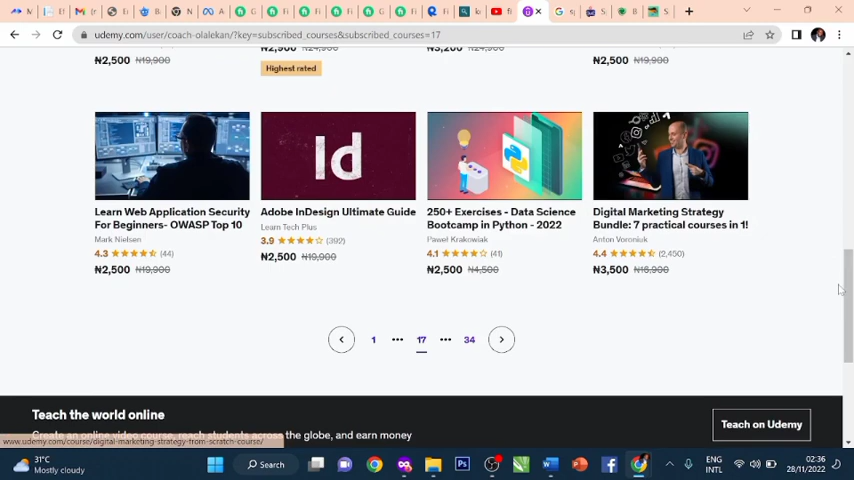 udemy.com/user/coach-olalekan/?key=subscribed_courses&subscribed_courses=17
₦2,500 ₦19,900
₦2,900 ₦24,900
₦3,200 ₦24,900
₦2,500 ₦19,900
Highest rated
Id
Learn Web Application Security
For Beginners- OWASP Top 10
Mark Nielsen
4.3 (44)
₦2,500 ₦19,900
Adobe InDesign Ultimate Guide
Learn Tech Plus
3.9 (392)
₦2,500 ₦19,900
250+ Exercises - Data Science
Bootcamp in Python - 2022
Paweł Krakowiak
4.1 (41)
₦2,500 ₦4,500
Digital Marketing Strategy
Bundle: 7 practical courses in 1!
Anton Voroniuk
4.4 (2,450)
₦3,500 ₦18,900
1 ••• 17 ••• 34
Teach the world online
Create an online video course, reach students across the globe, and earn money
Teach on Udemy
www.udemy.com/course/digital-marketing-strategy-from-scratch-course/
31°C
Mostly cloudy
Search
Ps
ENG
INTL
02:36
28/11/2022